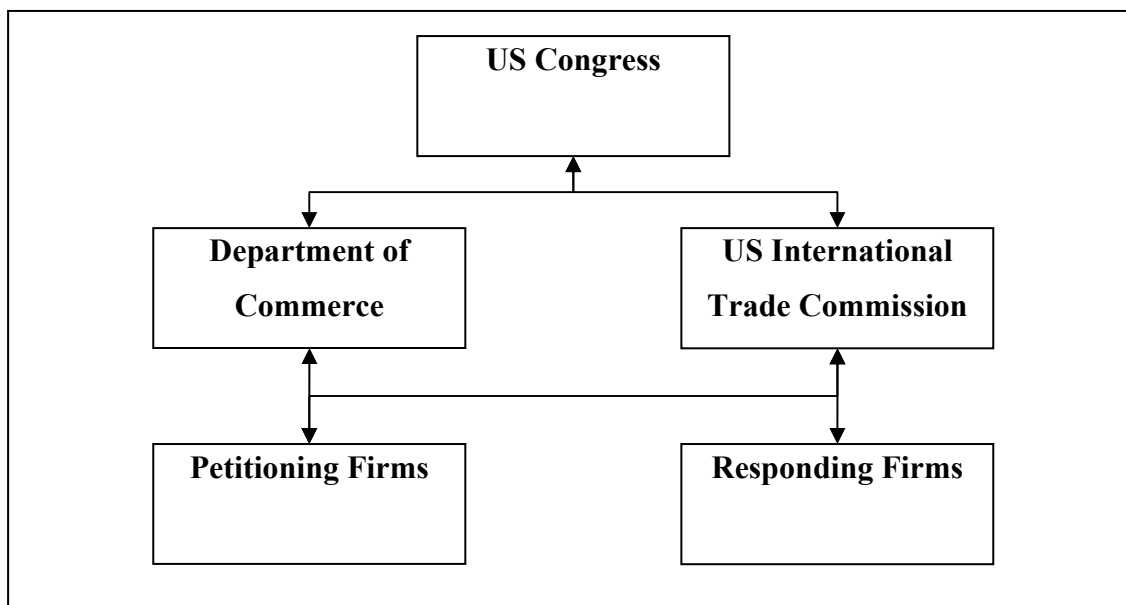 US Congress
Department of
Commerce
US International
Trade Commission
Petitioning Firms
Responding Firms